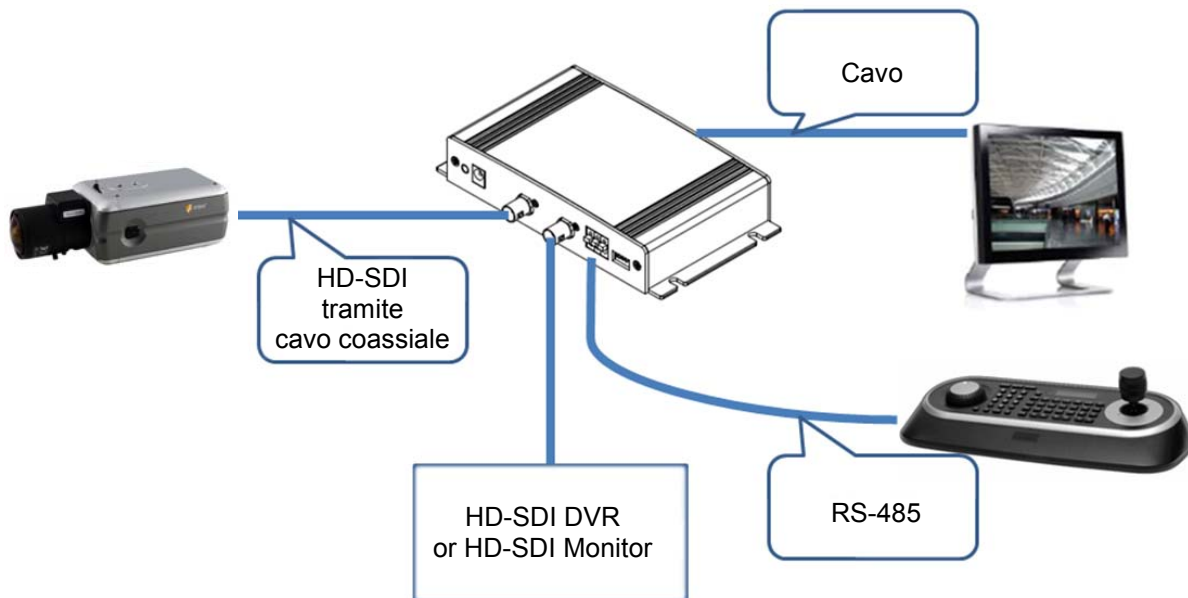 Cavo
HD-SDI
tramite
cavo coassiale
HD-SDI DVR
or HD-SDI Monitor
RS-485